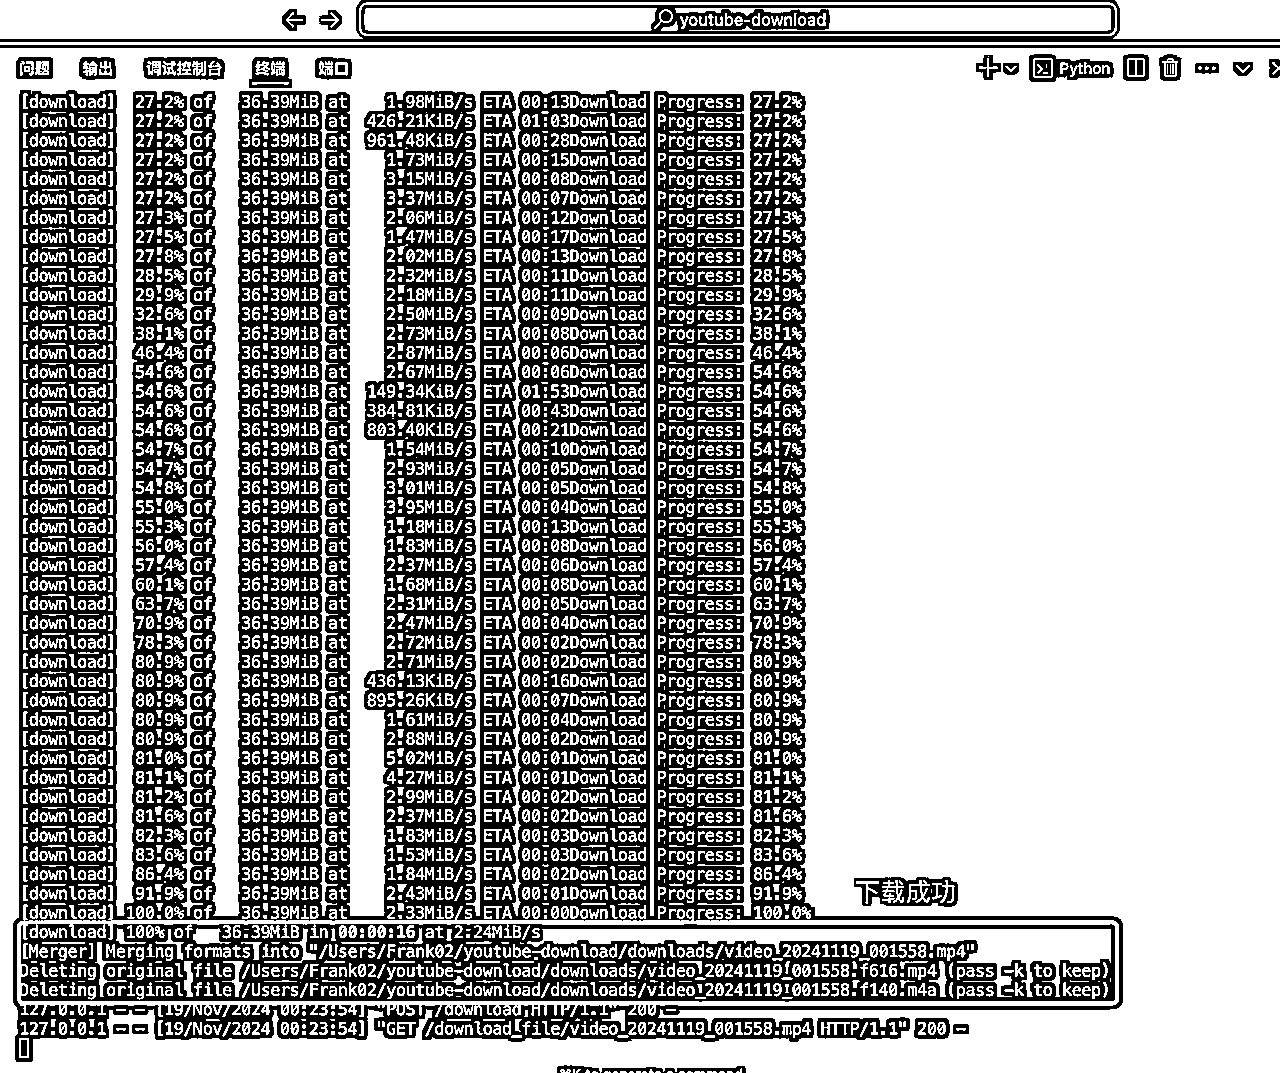 youtube-download
问题 输出 调试控制台 终端 端口 Python
[download] 27.2% of 36.39MiB at 1.98MiB/s ETA 00:13Download Progress: 27.2%
[download] 27.2% of 36.39MiB at 426.21KiB/s ETA 01:03Download Progress: 27.2%
[download] 27.2% of 36.39MiB at 961.48KiB/s ETA 00:28Download Progress: 27.2%
[download] 27.2% of 36.39MiB at 1.73MiB/s ETA 00:15Download Progress: 27.2%
[download] 27.2% of 36.39MiB at 3.15MiB/s ETA 00:08Download Progress: 27.2%
[download] 27.2% of 36.39MiB at 3.37MiB/s ETA 00:07Download Progress: 27.2%
[download] 27.3% of 36.39MiB at 2.06MiB/s ETA 00:12Download Progress: 27.3%
[download] 27.5% of 36.39MiB at 1.47MiB/s ETA 00:17Download Progress: 27.5%
[download] 27.8% of 36.39MiB at 2.02MiB/s ETA 00:13Download Progress: 27.8%
[download] 28.5% of 36.39MiB at 2.32MiB/s ETA 00:11Download Progress: 28.5%
[download] 29.9% of 36.39MiB at 2.18MiB/s ETA 00:11Download Progress: 29.9%
[download] 32.6% of 36.39MiB at 2.50MiB/s ETA 00:09Download Progress: 32.6%
[download] 38.1% of 36.39MiB at 2.73MiB/s ETA 00:08Download Progress: 38.1%
[download] 46.4% of 36.39MiB at 2.87MiB/s ETA 00:06Download Progress: 46.4%
[download] 54.6% of 36.39MiB at 2.67MiB/s ETA 00:06Download Progress: 54.6%
[download] 54.6% of 36.39MiB at 149.34KiB/s ETA 01:53Download Progress: 54.6%
[download] 54.6% of 36.39MiB at 384.81KiB/s ETA 00:43Download Progress: 54.6%
[download] 54.6% of 36.39MiB at 803.40KiB/s ETA 00:21Download Progress: 54.6%
[download] 54.7% of 36.39MiB at 1.54MiB/s ETA 00:10Download Progress: 54.7%
[download] 54.7% of 36.39MiB at 2.93MiB/s ETA 00:05Download Progress: 54.7%
[download] 54.8% of 36.39MiB at 3.01MiB/s ETA 00:05Download Progress: 54.8%
[download] 55.0% of 36.39MiB at 3.95MiB/s ETA 00:04Download Progress: 55.0%
[download] 55.3% of 36.39MiB at 1.18MiB/s ETA 00:13Download Progress: 55.3%
[download] 56.0% of 36.39MiB at 1.83MiB/s ETA 00:08Download Progress: 56.0%
[download] 57.4% of 36.39MiB at 2.37MiB/s ETA 00:06Download Progress: 57.4%
[download] 60.1% of 36.39MiB at 1.68MiB/s ETA 00:08Download Progress: 60.1%
[download] 63.7% of 36.39MiB at 2.31MiB/s ETA 00:05Download Progress: 63.7%
[download] 70.9% of 36.39MiB at 2.47MiB/s ETA 00:04Download Progress: 70.9%
[download] 78.3% of 36.39MiB at 2.72MiB/s ETA 00:02Download Progress: 78.3%
[download] 80.9% of 36.39MiB at 2.71MiB/s ETA 00:02Download Progress: 80.9%
[download] 80.9% of 36.39MiB at 436.13KiB/s ETA 00:16Download Progress: 80.9%
[download] 80.9% of 36.39MiB at 895.26KiB/s ETA 00:07Download Progress: 80.9%
[download] 80.9% of 36.39MiB at 1.61MiB/s ETA 00:04Download Progress: 80.9%
[download] 80.9% of 36.39MiB at 2.88MiB/s ETA 00:02Download Progress: 80.9%
[download] 81.0% of 36.39MiB at 5.02MiB/s ETA 00:01Download Progress: 81.0%
[download] 81.1% of 36.39MiB at 4.27MiB/s ETA 00:01Download Progress: 81.1%
[download] 81.2% of 36.39MiB at 2.99MiB/s ETA 00:02Download Progress: 81.2%
[download] 81.6% of 36.39MiB at 2.37MiB/s ETA 00:02Download Progress: 81.6%
[download] 82.3% of 36.39MiB at 1.83MiB/s ETA 00:03Download Progress: 82.3%
[download] 83.6% of 36.39MiB at 1.53MiB/s ETA 00:03Download Progress: 83.6%
[download] 86.4% of 36.39MiB at 1.84MiB/s ETA 00:02Download Progress: 86.4%
[download] 91.9% of 36.39MiB at 2.43MiB/s ETA 00:01Download Progress: 91.9%
下载成功
[download] 100.0% of 36.39MiB at 2.33MiB/s ETA 00:00Download Progress: 100.0%
[download] 100% of 36.39MiB in 00:00:16 at 2.24MiB/s
[Merger] Merging formats into "/Users/Frank02/youtube-download/downloads/video_20241119_001558.mp4"
Deleting original file /Users/Frank02/youtube-download/downloads/video_20241119_001558.f616.mp4 (pass -k to keep)
Deleting original file /Users/Frank02/youtube-download/downloads/video_20241119_001558.f140.m4a (pass -k to keep)
127.0.0.1 - - [19/Nov/2024 00:23:54] "POST /download HTTP/1.1" 200 -
127.0.0.1 - - [19/Nov/2024 00:23:54] "GET /download_file/video_20241119_001558.mp4 HTTP/1.1" 200 -